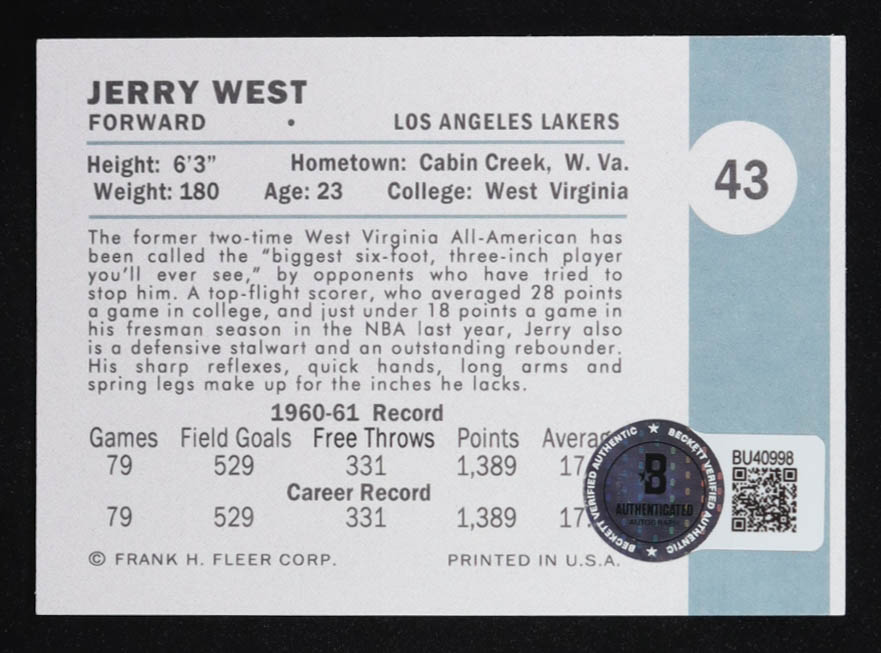 JERRY WEST
FORWARD • LOS ANGELES LAKERS
Height: 6'3" Hometown: Cabin Creek, W. Va.
Weight: 180 Age: 23 College: West Virginia
43
The former two-time West Virginia All-American has
been called the "biggest six-foot, three-inch player
you'll ever see," by opponents who have tried to
stop him. A top-flight scorer, who averaged 28 points
a game in college, and just under 18 points a game in
his fresman season in the NBA last year, Jerry also
is a defensive stalwart and an outstanding rebounder.
His sharp reflexes, quick hands, long arms and
spring legs make up for the inches he lacks.
1960-61 Record
Games Field Goals Free Throws Points Averag
79 529 331 1,389 17
Career Record
79 529 331 1,389 17.
© FRANK H. FLEER CORP. PRINTED IN U.S.A.
BECKETT VERIFIED AUTHENTIC ★ BECKETT VERIFIED AUTHENTIC ★
B
AUTHENTICATED
AUTOGRAPH
BU40998